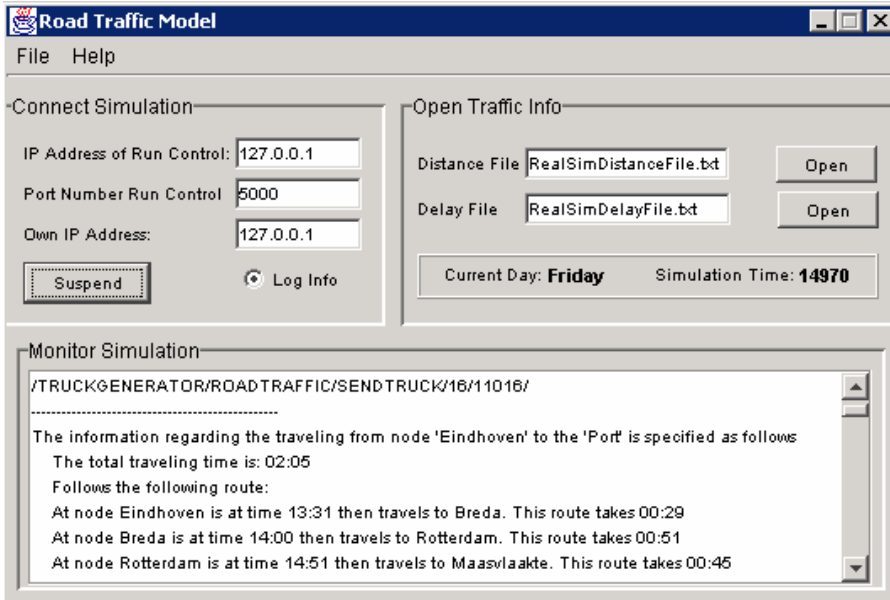 Road Traffic Model
File Help
Connect Simulation
IP Address of Run Control: 127.0.0.1
Port Number Run Control 5000
Own IP Address: 127.0.0.1
Suspend Log Info
Open Traffic Info
Distance File RealSimDistanceFile.txt Open
Delay File RealSimDelayFile.txt Open
Current Day: Friday Simulation Time: 14970
Monitor Simulation
/TRUCKGENERATOR/ROADTRAFFIC/SENDTRUCK/16/11016/
------------------------------------------------
The information regarding the traveling from node 'Eindhoven' to the 'Port' is specified as follows
The total traveling time is: 02:05
Follows the following route:
At node Eindhoven is at time 13:31 then travels to Breda. This route takes 00:29
At node Breda is at time 14:00 then travels to Rotterdam. This route takes 00:51
At node Rotterdam is at time 14:51 then travels to Maasvlaakte. This route takes 00:45